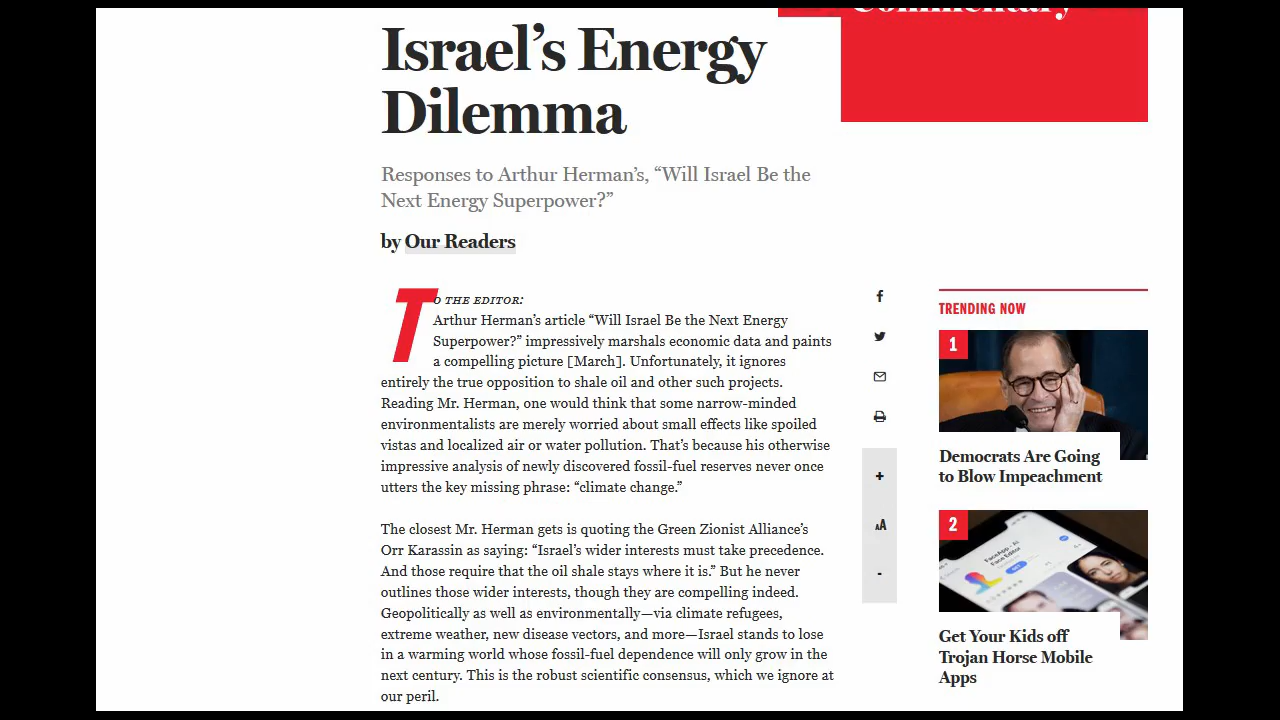 Commentary
Israel’s Energy
Dilemma
Responses to Arthur Herman’s, “Will Israel Be the
Next Energy Superpower?”
by Our Readers
TO THE EDITOR:
Arthur Herman’s article “Will Israel Be the Next Energy
Superpower?” impressively marshals economic data and paints
a compelling picture [March]. Unfortunately, it ignores
entirely the true opposition to shale oil and other such projects.
Reading Mr. Herman, one would think that some narrow-minded
environmentalists are merely worried about small effects like spoiled
vistas and localized air or water pollution. That’s because his otherwise
impressive analysis of newly discovered fossil-fuel reserves never once
utters the key missing phrase: “climate change.”
The closest Mr. Herman gets is quoting the Green Zionist Alliance’s
Orr Karassin as saying: “Israel’s wider interests must take precedence.
And those require that the oil shale stays where it is.” But he never
outlines those wider interests, though they are compelling indeed.
Geopolitically as well as environmentally—via climate refugees,
extreme weather, new disease vectors, and more—Israel stands to lose
in a warming world whose fossil-fuel dependence will only grow in the
next century. This is the robust scientific consensus, which we ignore at
our peril.
+
AA
-
TRENDING NOW
1
Democrats Are Going
to Blow Impeachment
2
FaceApp - AI
Face Editor
Get Your Kids off
Trojan Horse Mobile
Apps